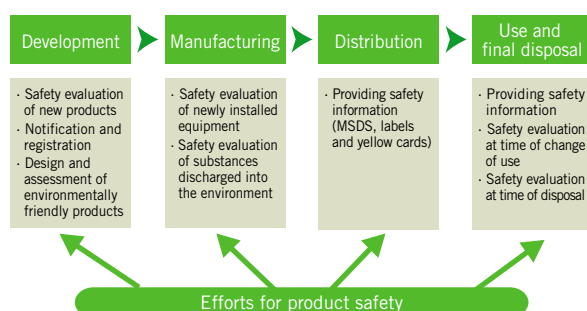 Development
Manufacturing
Distribution
Use and
final disposal
· Safety evaluation
of new products
· Notification and
registration
· Design and
assessment of
environmentally
friendly products
· Safety evaluation
of newly installed
equipment
· Safety evaluation
of substances
discharged into
the environment
· Providing safety
information
(MSDS, labels
and yellow cards)
· Providing safety
information
· Safety evaluation
at time of change
of use
· Safety evaluation
at time of disposal
Efforts for product safety